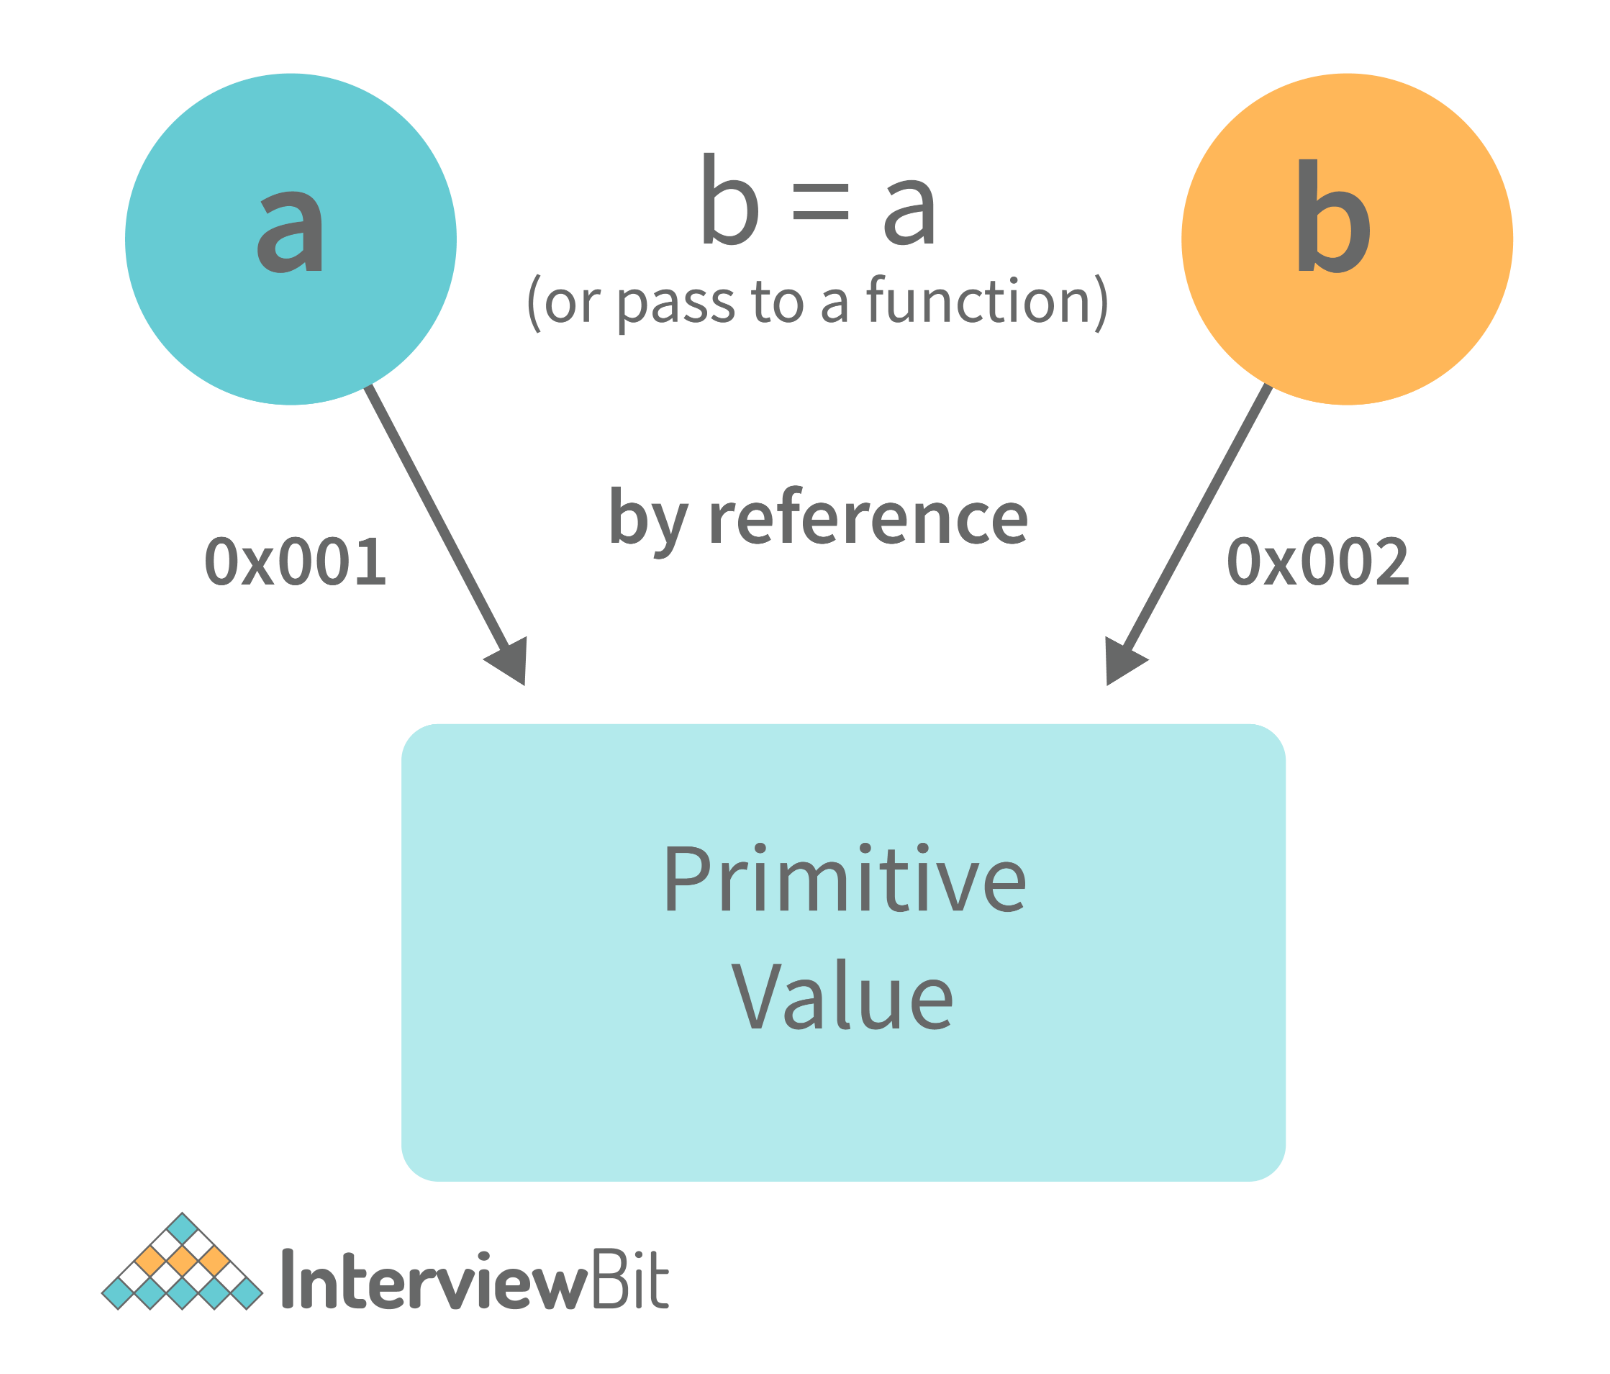 a
b = a
b
(or pass to a function)
by reference
0x001
0x002
Primitive
Value
InterviewBit